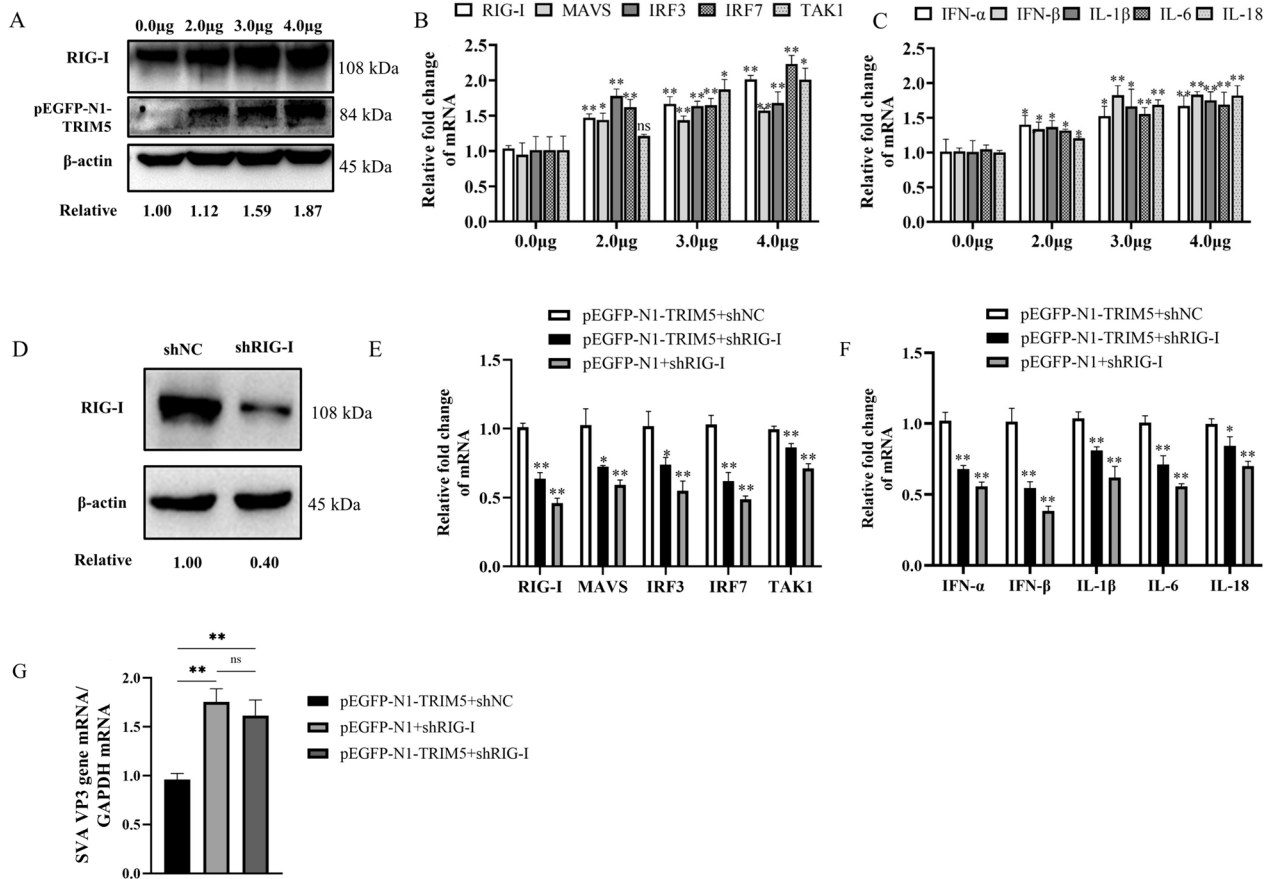 A
0.0μg 2.0μg 3.0μg 4.0μg
RIG-I
108 kDa
pEGFP-N1-
TRIM5
84 kDa
β-actin
45 kDa
Relative 1.00 1.12 1.59 1.87
B
RIG-I MAVS IRF3 IRF7 TAK1
Relative fold change
of mRNA
2.5
2.0
1.5
1.0
0.5
0.0
** * ** ** ns
** ** ** ** *
** ** ** ** *
0.0μg 2.0μg 3.0μg 4.0μg
C
IFN-α IFN-β IL-1β IL-6 IL-18
Relative fold change
of mRNA
2.5
2.0
1.5
1.0
0.5
0.0
* * * * *
* ** * ** **
** ** ** ** **
0.0μg 2.0μg 3.0μg 4.0μg
D
shNC shRIG-I
RIG-I
108 kDa
β-actin
45 kDa
Relative 1.00 0.40
E
pEGFP-N1-TRIM5+shNC
pEGFP-N1-TRIM5+shRIG-I
pEGFP-N1+shRIG-I
Relative fold change
of mRNA
1.5
1.0
0.5
0.0
** ** * ** * ** ** ** ** **
RIG-I MAVS IRF3 IRF7 TAK1
F
pEGFP-N1-TRIM5+shNC
pEGFP-N1-TRIM5+shRIG-I
pEGFP-N1+shRIG-I
Relative fold change
of mRNA
1.5
1.0
0.5
0.0
** ** ** ** ** ** ** ** * **
IFN-α IFN-β IL-1β IL-6 IL-18
G
SVA VP3 gene mRNA/
GAPDH mRNA
2.0
1.5
1.0
0.5
0.0
**
** ns
pEGFP-N1-TRIM5+shNC
pEGFP-N1+shRIG-I
pEGFP-N1-TRIM5+shRIG-I